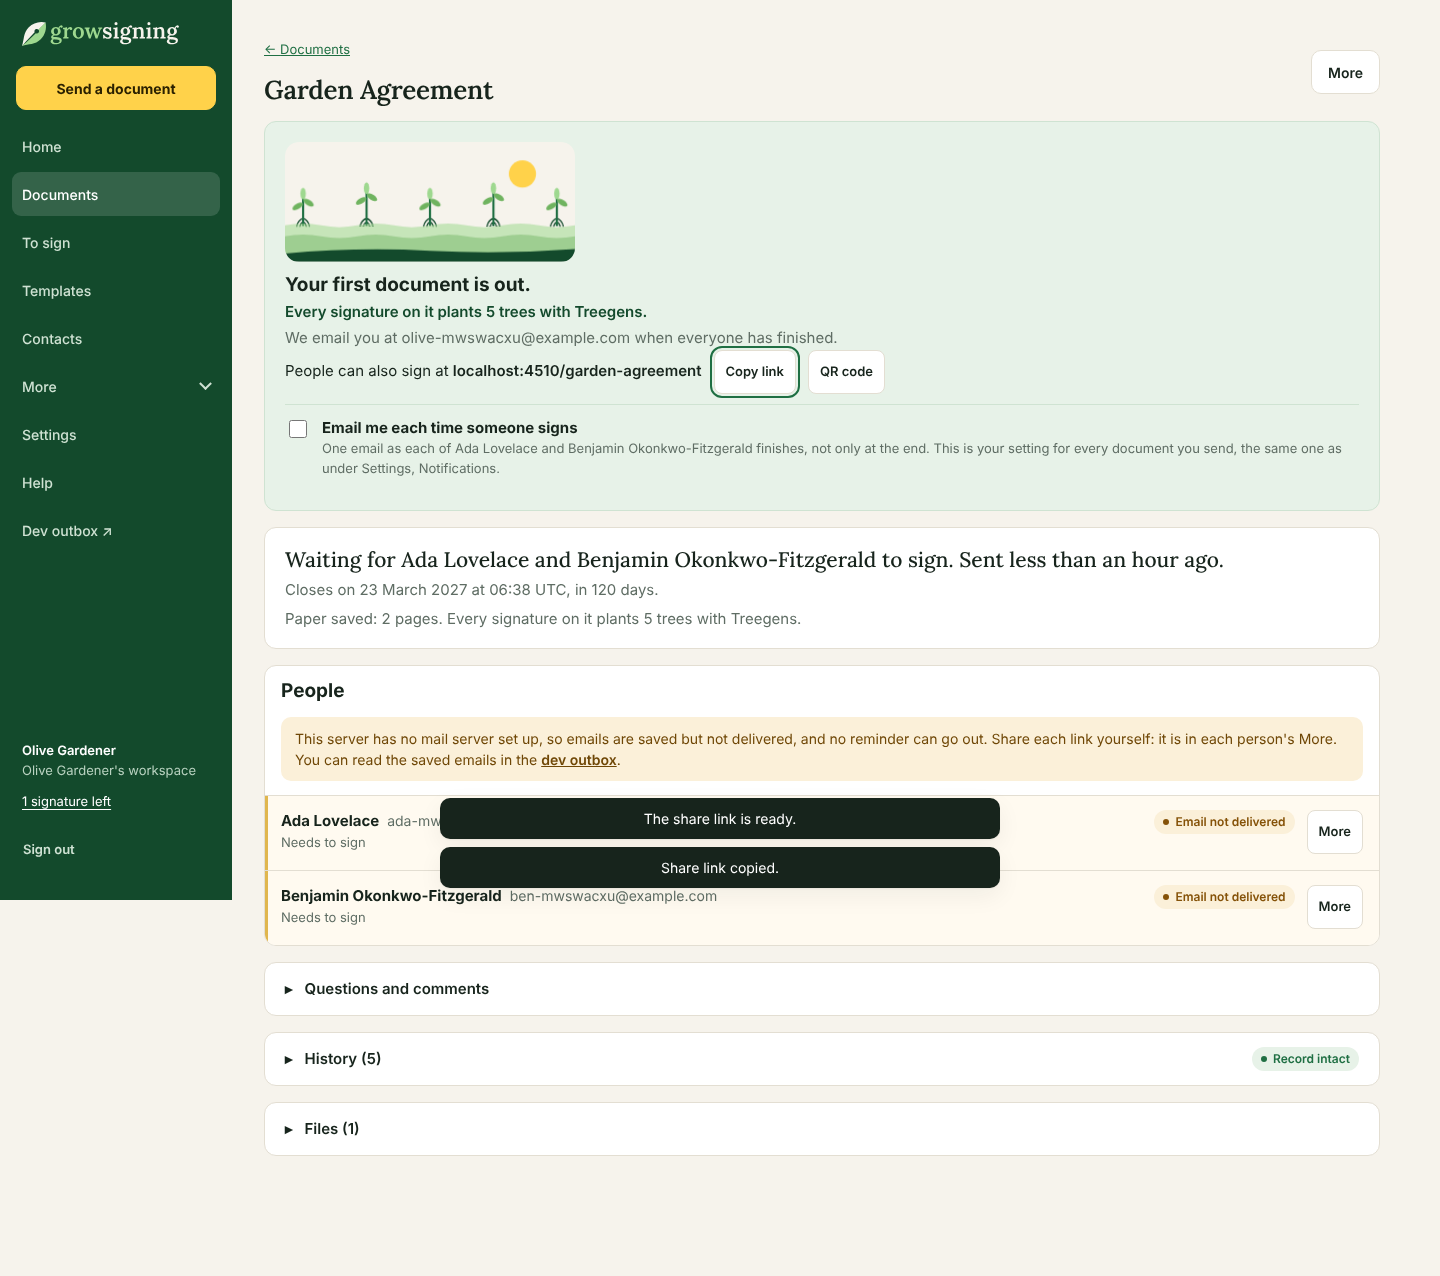 growsigning
Send a document
Home
Documents
To sign
Templates
Contacts
More
Settings
Help
Dev outbox ↗
Olive Gardener
Olive Gardener's workspace
1 signature left
Sign out
← Documents
Garden Agreement
More
Your first document is out.
Every signature on it plants 5 trees with Treegens.
We email you at olive-mwswacxu@example.com when everyone has finished.
People can also sign at localhost:4510/garden-agreement Copy link QR code
Email me each time someone signs
One email as each of Ada Lovelace and Benjamin Okonkwo-Fitzgerald finishes, not only at the end. This is your setting for every document you send, the same one as
under Settings, Notifications.
Waiting for Ada Lovelace and Benjamin Okonkwo-Fitzgerald to sign. Sent less than an hour ago.
Closes on 23 March 2027 at 06:38 UTC, in 120 days.
Paper saved: 2 pages. Every signature on it plants 5 trees with Treegens.
People
This server has no mail server set up, so emails are saved but not delivered, and no reminder can go out. Share each link yourself: it is in each person's More.
You can read the saved emails in the dev outbox.
Ada Lovelace ada-mw
Email not delivered
More
Needs to sign
The share link is ready.
Share link copied.
Benjamin Okonkwo-Fitzgerald ben-mwswacxu@example.com
Email not delivered
More
Needs to sign
Questions and comments
History (5)
Record intact
Files (1)